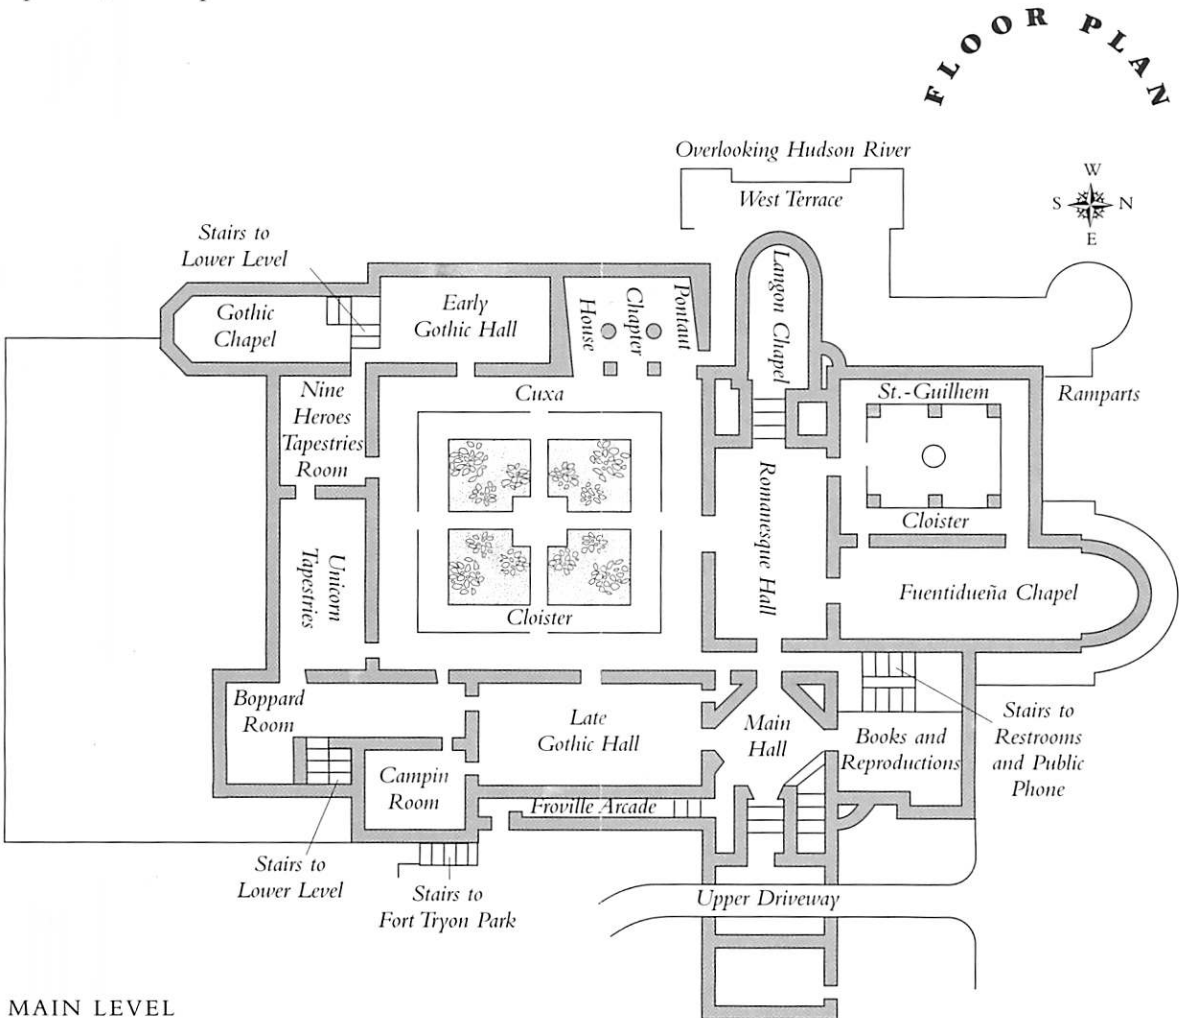 FLOOR PLAN
Overlooking Hudson River
West Terrace
W
S
N
E
Stairs to
Lower Level
Gothic
Chapel
Early
Gothic Hall
Pontaut
Chapter
House
Langon Chapel
Ramparts
Nine
Heroes
Tapestries
Room
Cuxa
Cloister
St.-Guilhem
Cloister
Romanesque Hall
Unicorn
Tapestries
Fuentidueña Chapel
Boppard
Room
Late
Gothic Hall
Main
Hall
Books and
Reproductions
Stairs to
Restrooms
and Public
Phone
Campin
Room
Froville Arcade
Stairs to
Lower Level
Stairs to
Fort Tryon Park
Upper Driveway
MAIN LEVEL